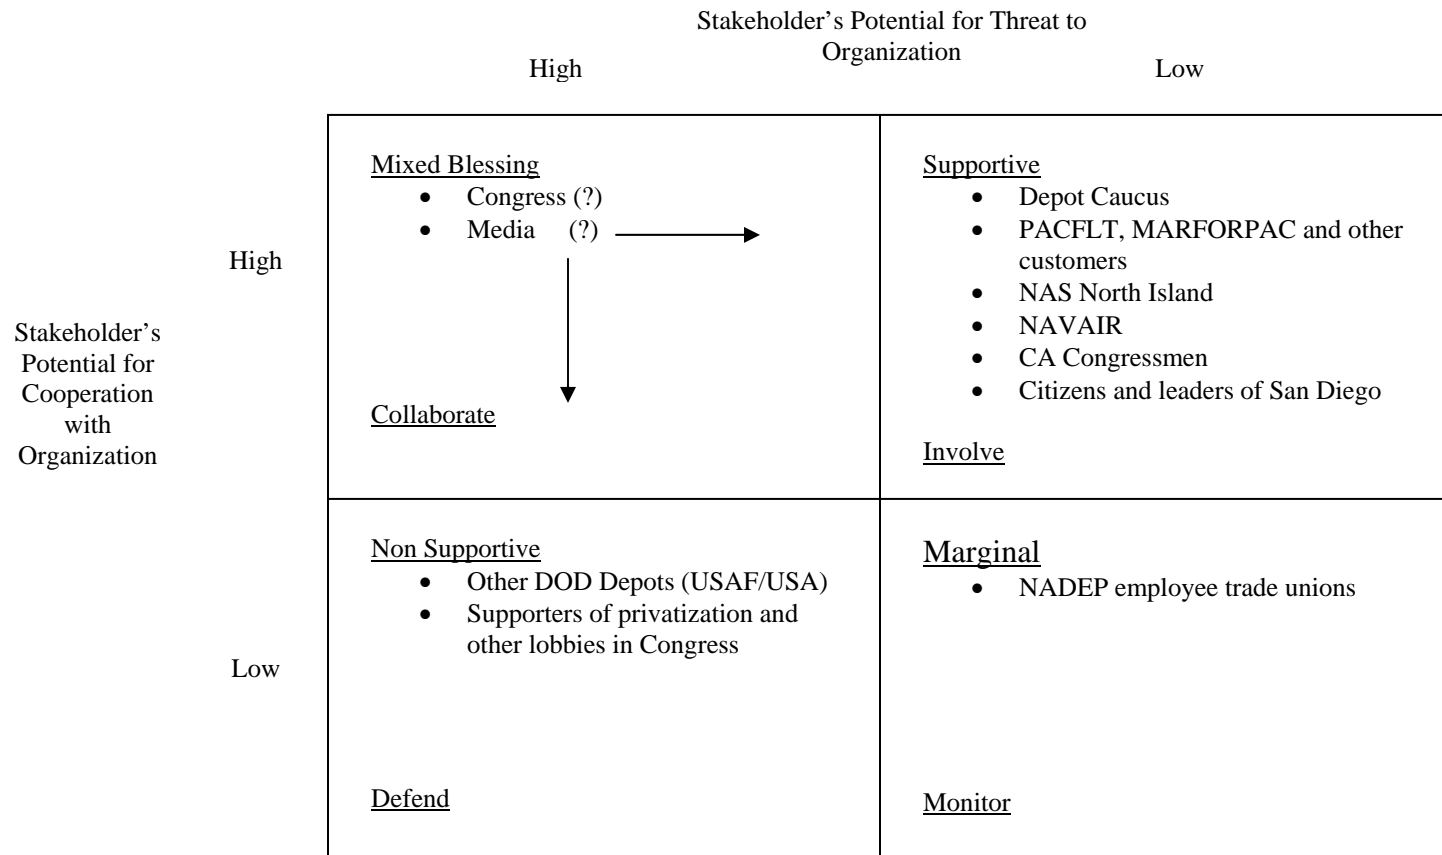 Stakeholder’s Potential for Threat to
Organization
High
Low
Stakeholder’s
Potential for
Cooperation
with
Organization
High
Mixed Blessing
• Congress (?)
• Media (?)
Collaborate
Supportive
• Depot Caucus
• PACFLT, MARFORPAC and other
customers
• NAS North Island
• NAVAIR
• CA Congressmen
• Citizens and leaders of San Diego
Involve
Low
Non Supportive
• Other DOD Depots (USAF/USA)
• Supporters of privatization and
other lobbies in Congress
Defend
Marginal
• NADEP employee trade unions
Monitor